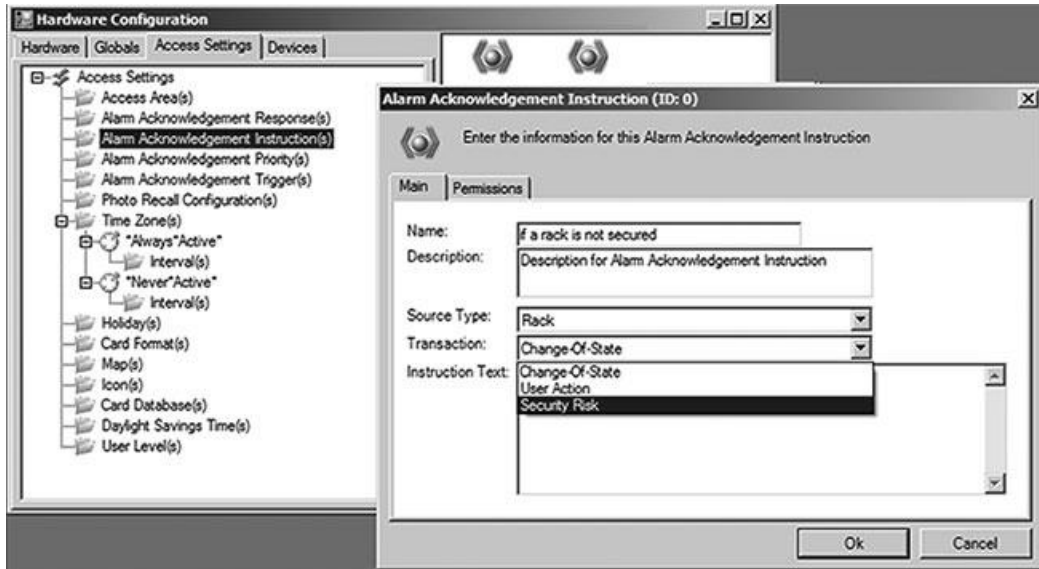 Hardware Configuration
Hardware Globals Access Settings Devices
Access Settings
Access Area(s)
Alarm Acknowledgement Response(s)
Alarm Acknowledgement Instruction(s)
Alarm Acknowledgement Priority(s)
Alarm Acknowledgement Trigger(s)
Photo Recall Configuration(s)
Time Zone(s)
"Always"Active"
Interval(s)
"Never"Active"
Interval(s)
Holiday(s)
Card Format(s)
Map(s)
Icon(s)
Card Database(s)
Daylight Savings Time(s)
User Level(s)
Alarm Acknowledgement Instruction (ID: 0)
Enter the information for this Alarm Acknowledgement Instruction
Main Permissions
Name: if a rack is not secured
Description: Description for Alarm Acknowledgement Instruction
Source Type: Rack
Transaction: Change-Of-State
Instruction Text: Change-Of-State
User Action
Security Risk
Ok Cancel